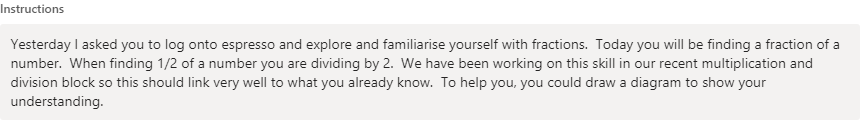 Instructions
Yesterday I asked you to log onto espresso and explore and familiarise yourself with fractions.  Today you will be finding a fraction of a
number.  When finding 1/2 of a number you are dividing by 2.  We have been working on this skill in our recent multiplication and
division block so this should link very well to what you already know.  To help you, you could draw a diagram to show your
understanding.